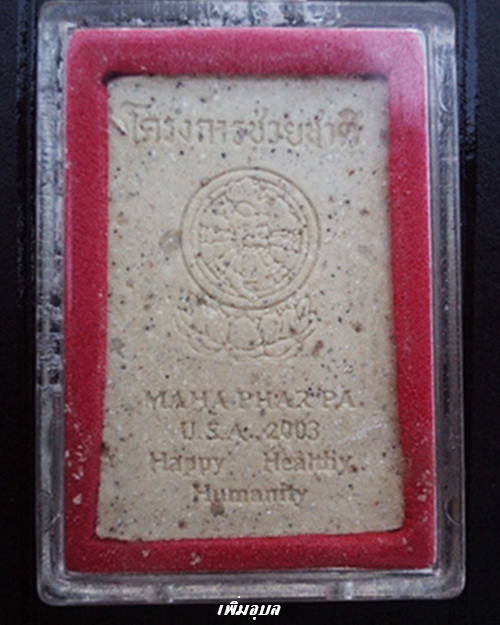 โครงการช่วยชาติ
MAHA PHAR PA
U.S.A. 2003
Happy Healthy
Humanity
เพิ่มอุบล